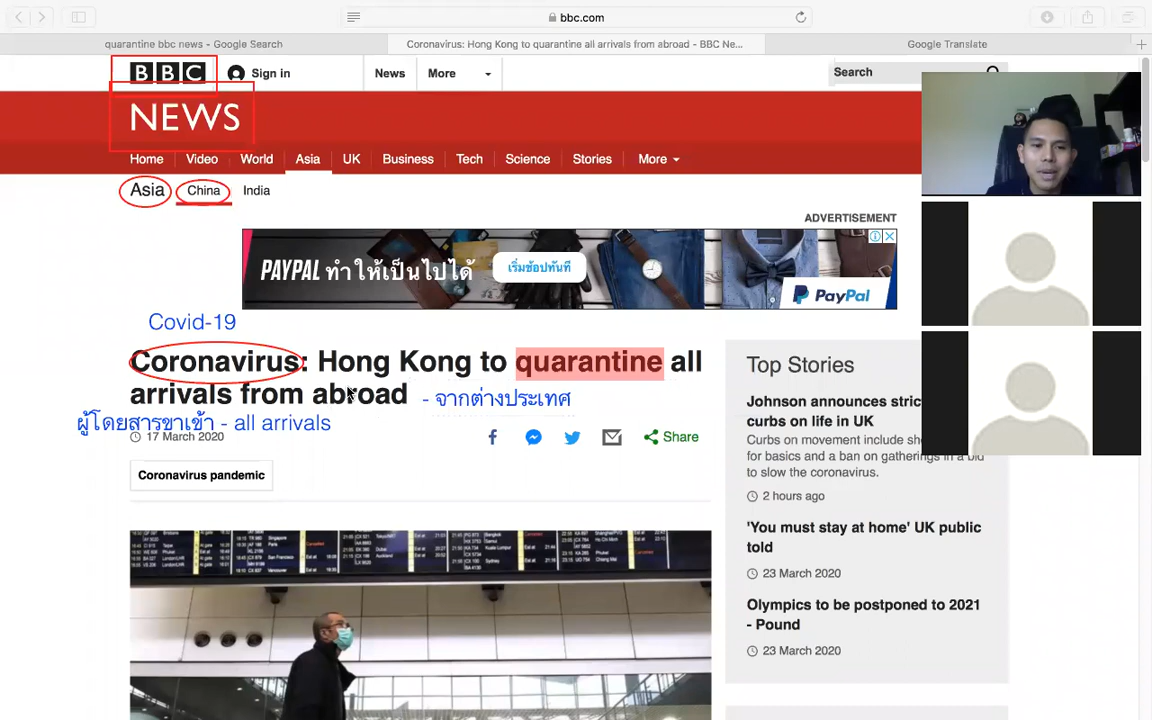 bbc.com
quarantine bbc news - Google Search
Coronavirus: Hong Kong to quarantine all arrivals from abroad - BBC Ne...
Google Translate
BBC
Sign in
News
More
Search
NEWS
Home
Video
World
Asia
UK
Business
Tech
Science
Stories
More
Asia
China
India
ADVERTISEMENT
PAYPAL ทำให้เป็นไปได้
เริ่มช้อปทันที
PayPal
Covid-19
Coronavirus: Hong Kong to quarantine all
arrivals from abroad
- จากต่างประเทศ
ผู้โดยสารขาเข้า - all arrivals
17 March 2020
Share
Coronavirus pandemic
Top Stories
Johnson announces stric
curbs on life in UK
Curbs on movement include sh
for basics and a ban on gatherings in a bid
to slow the coronavirus.
2 hours ago
'You must stay at home' UK public
told
23 March 2020
Olympics to be postponed to 2021
- Pound
23 March 2020